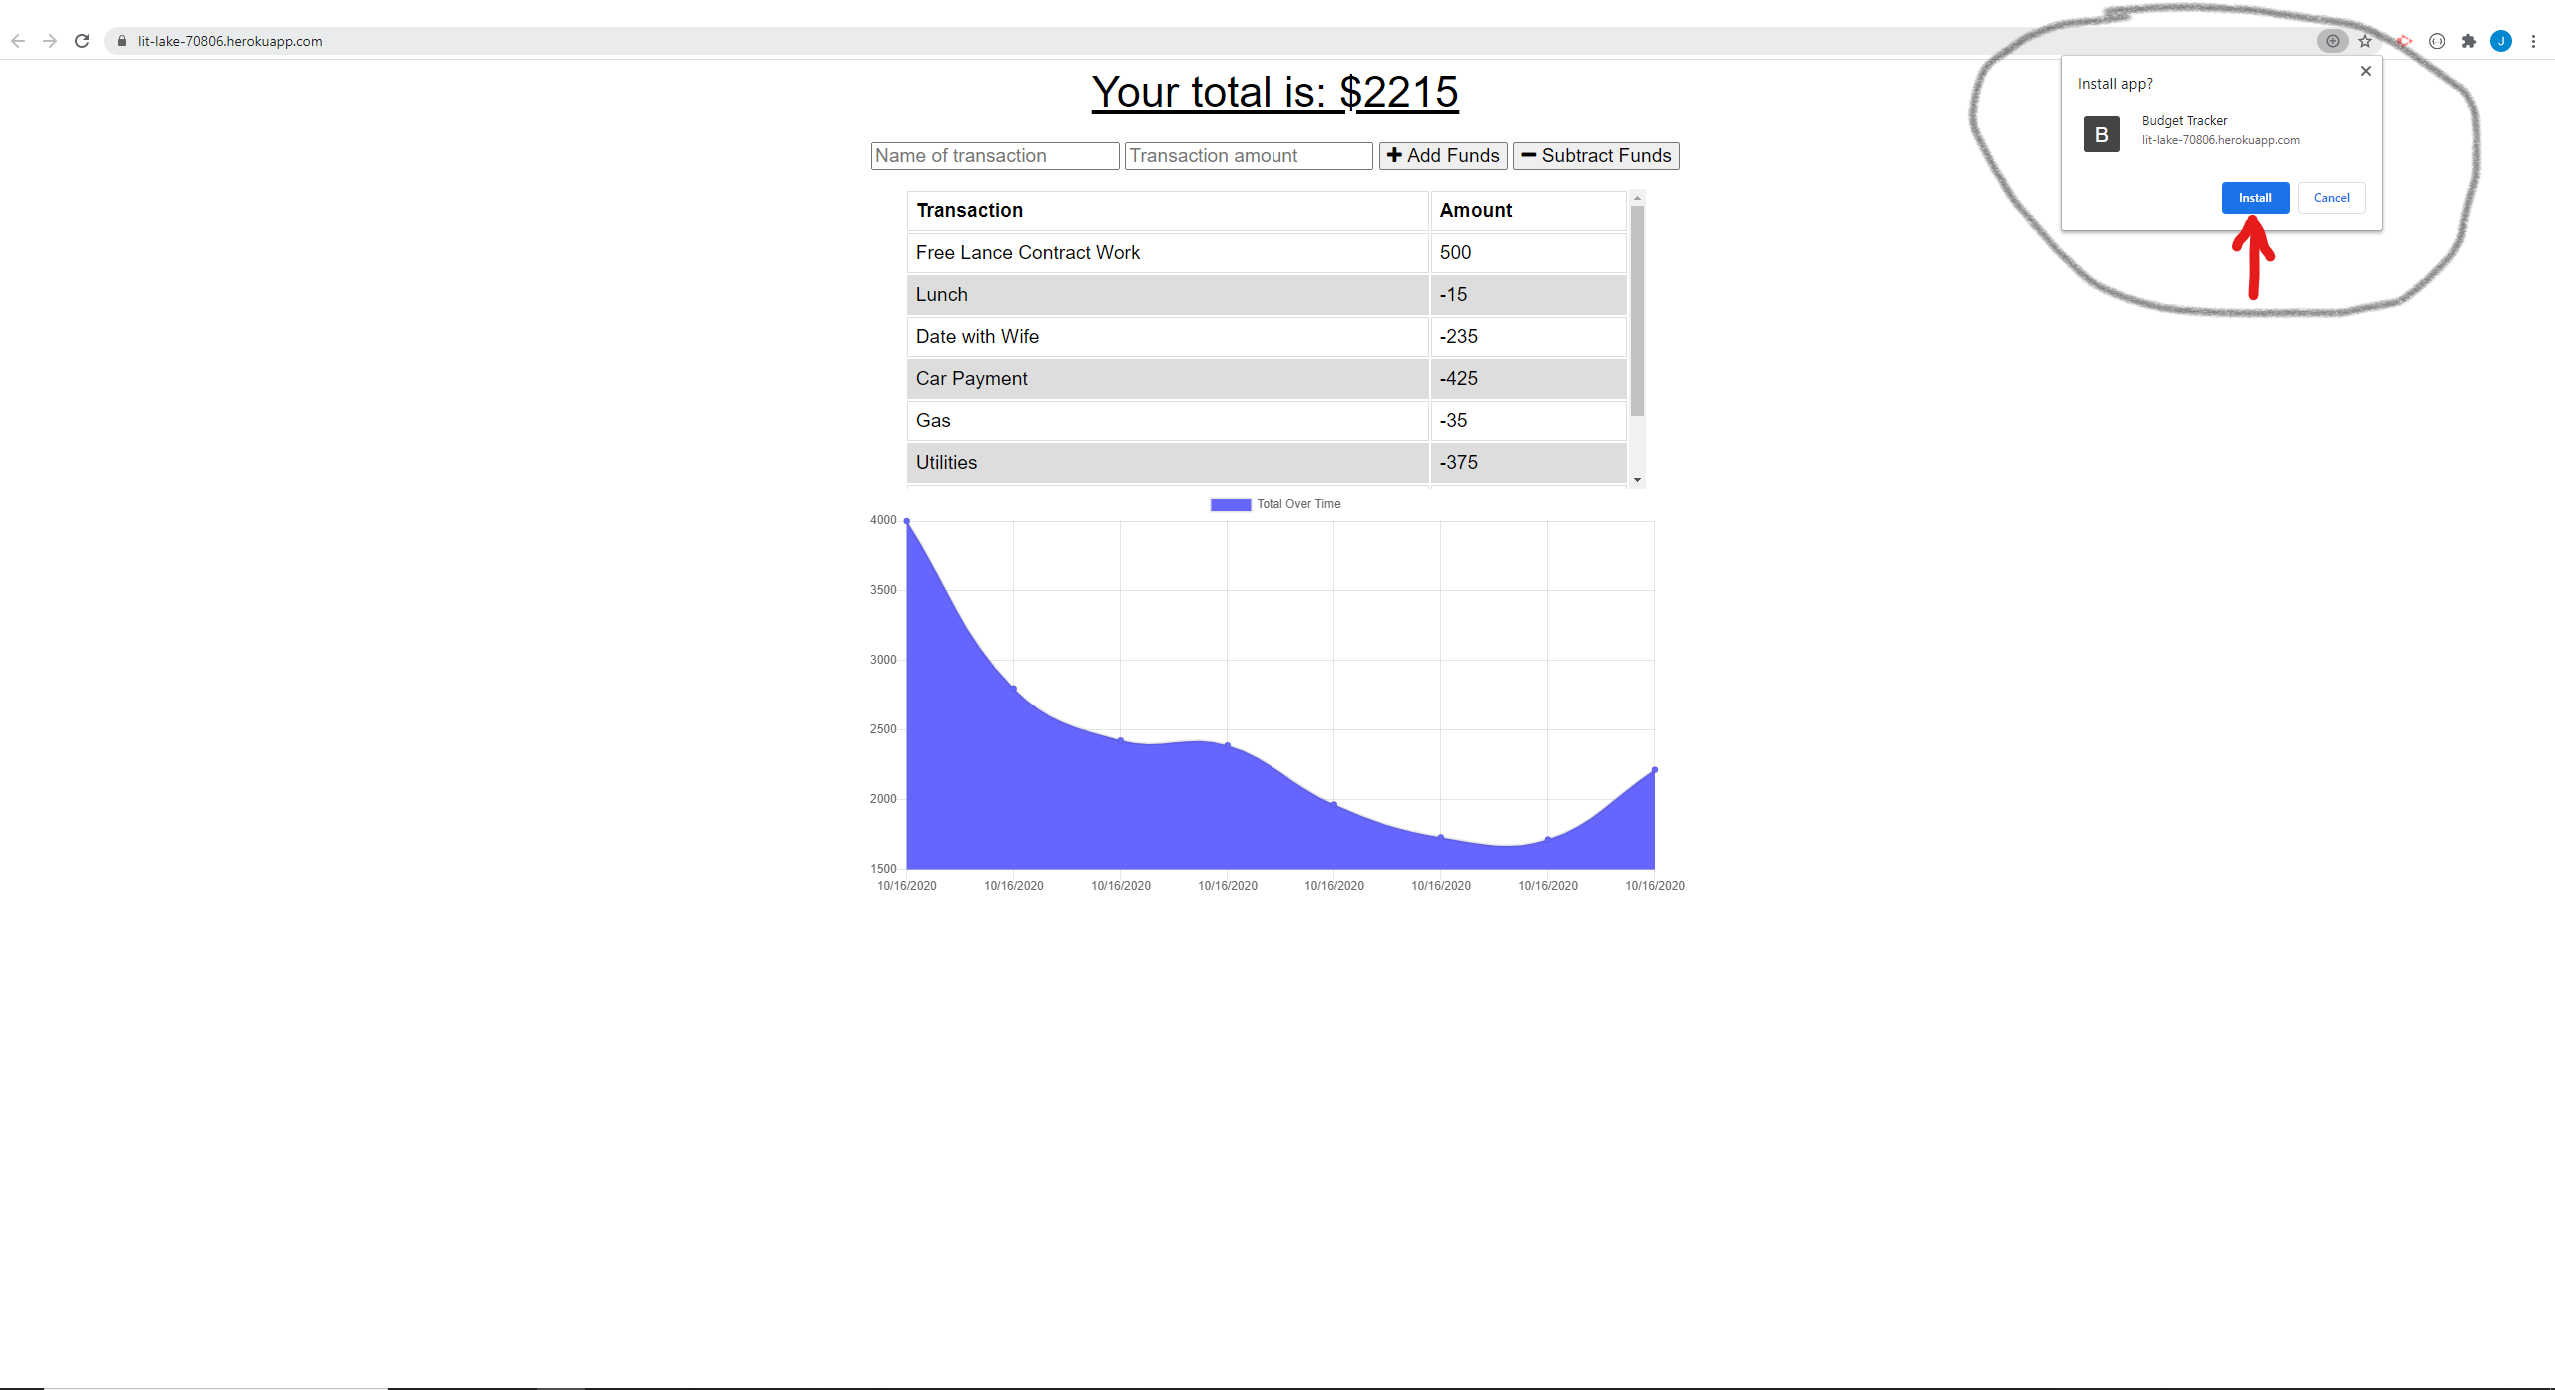 lit-lake-70806.herokuapp.com
J
Install app?
B
Budget Tracker
lit-lake-70806.herokuapp.com
Install
Cancel
Your total is: $2215
Name of transaction Transaction amount Add Funds Subtract Funds
Transaction Amount
Free Lance Contract Work 500
Lunch -15
Date with Wife -235
Car Payment -425
Gas -35
Utilities -375
Total Over Time
4000
3500
3000
2500
2000
1500
10/16/2020 10/16/2020 10/16/2020 10/16/2020 10/16/2020 10/16/2020 10/16/2020 10/16/2020